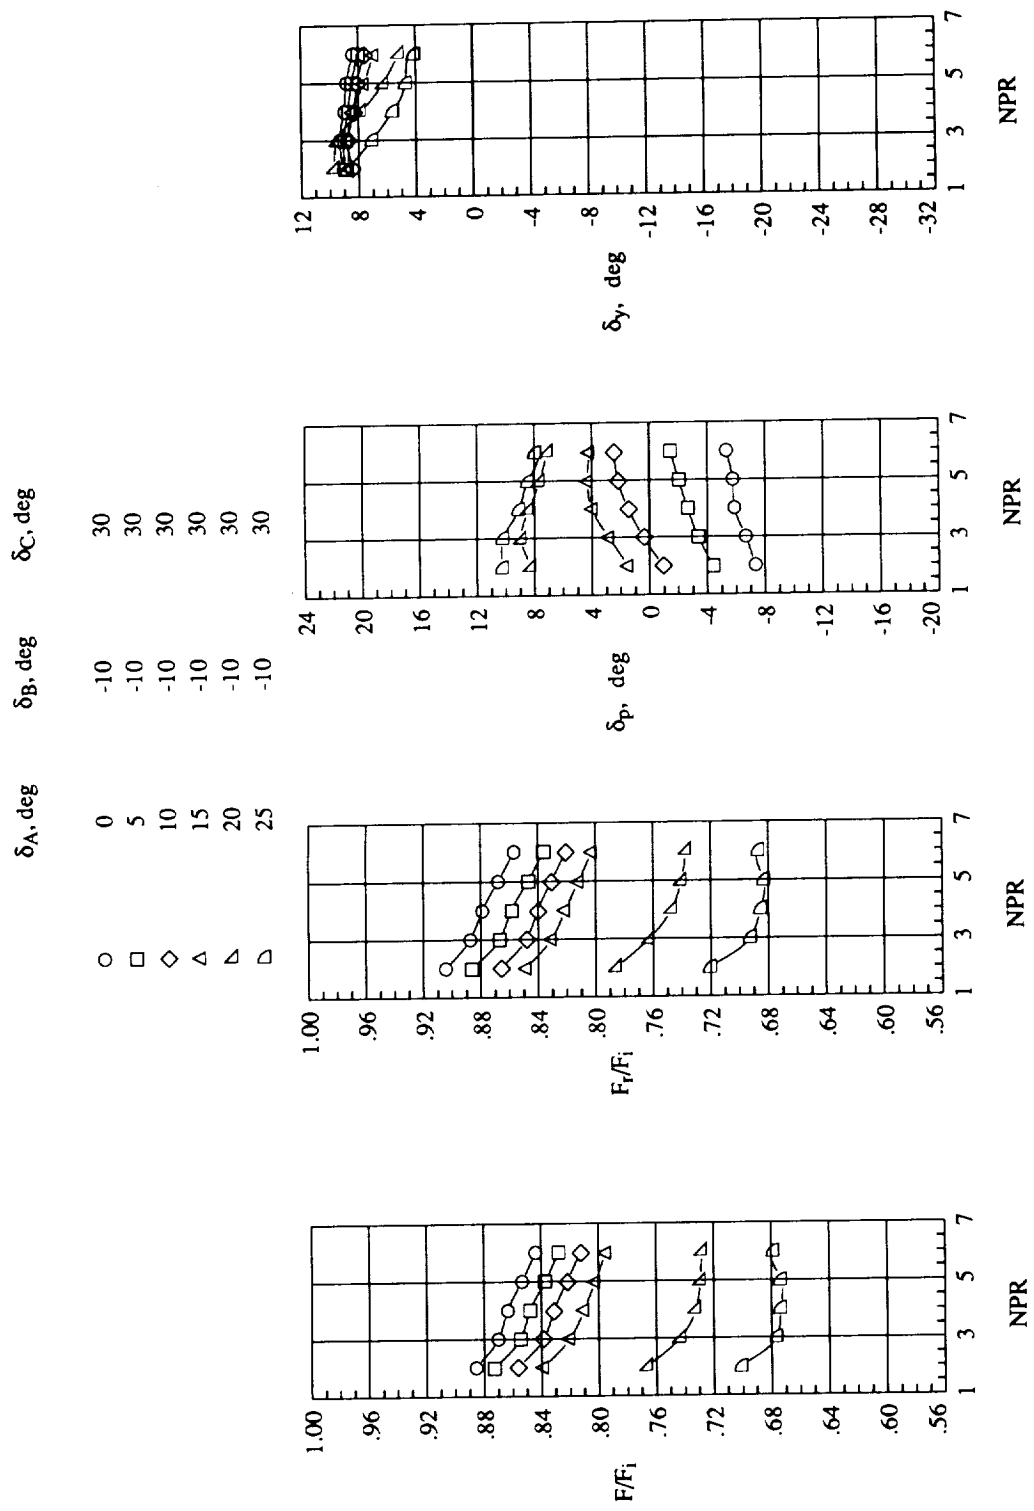 δA, deg δB, deg δC, deg
0 -10 30
5 -10 30
10 -10 30
15 -10 30
20 -10 30
25 -10 30
1.00
.96
.92
.88
.84
.80
.76
.72
.68
.64
.60
.56
F/Fi
1 3 5 7
NPR
1.00
.96
.92
.88
.84
.80
.76
.72
.68
.64
.60
.56
Fr/Fi
1 3 5 7
NPR
24
20
16
12
8
4
0
-4
-8
-12
-16
-20
δp, deg
1 3 5 7
NPR
12
8
4
0
-4
-8
-12
-16
-20
-24
-28
-32
δy, deg
1 3 5 7
NPR